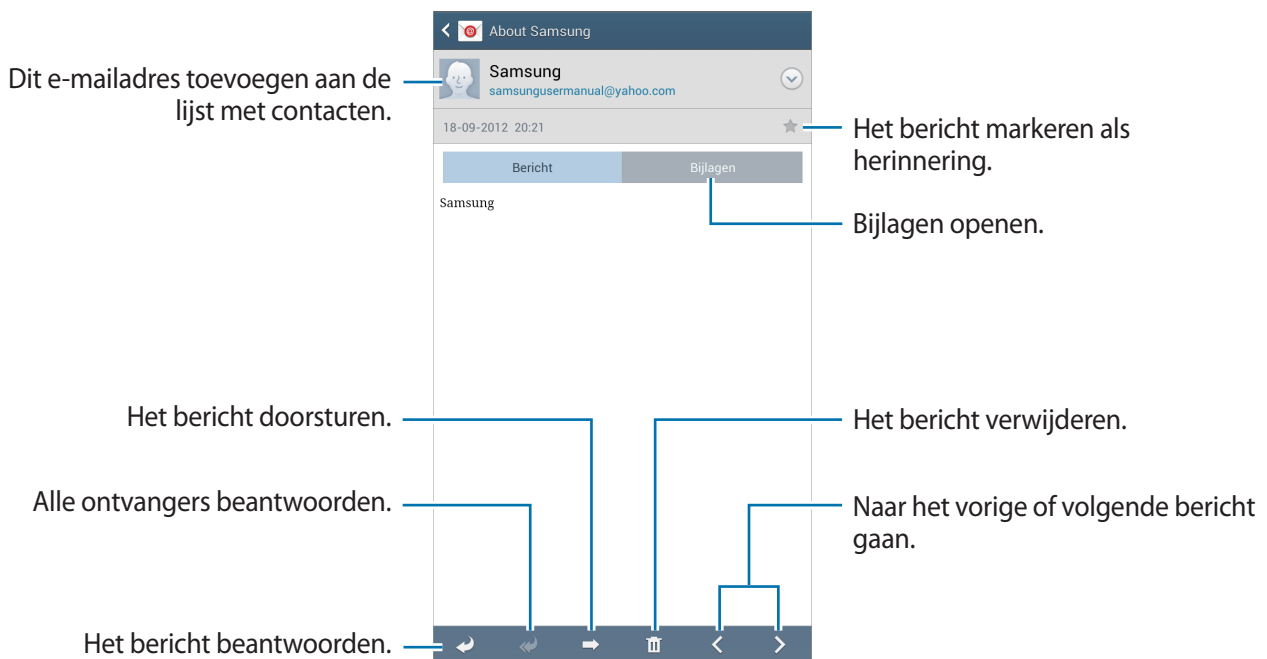 About Samsung
Dit e-mailadres toevoegen aan de
lijst met contacten.
Samsung
samsungusermanual@yahoo.com
18-09-2012 20:21
Het bericht markeren als
herinnering.
Bericht
Bijlagen
Samsung
Bijlagen openen.
Het bericht doorsturen.
Het bericht verwijderen.
Alle ontvangers beantwoorden.
Naar het vorige of volgende bericht
gaan.
Het bericht beantwoorden.